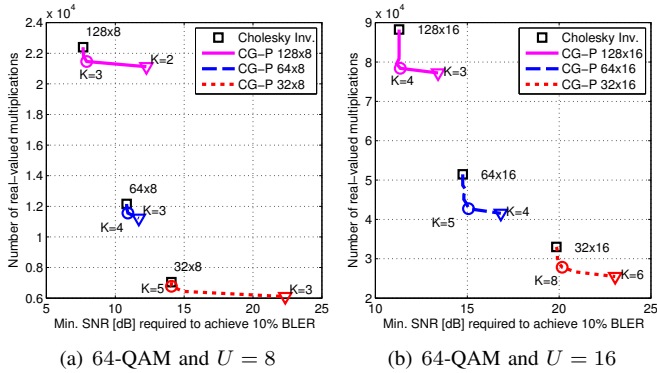 x 10⁴
2.4
2.2
2
1.8
1.6
1.4
1.2
1
0.8
0.6
5
10
15
20
25
Number of real−valued multiplications
Min. SNR [dB] required to achieve 10% BLER
128x8
K=3
K=2
64x8
K=3
K=4
32x8
K=5
K=3
Cholesky Inv.
CG−P 128x8
CG−P 64x8
CG−P 32x8
(a) 64-QAM and U = 8
x 10⁴
9
8
7
6
5
4
3
2
10
15
20
25
Number of real−valued multiplications
Min. SNR [dB] required to achieve 10% BLER
128x16
K=4
K=3
64x16
K=5
K=4
32x16
K=8
K=6
Cholesky Inv.
CG−P 128x16
CG−P 64x16
CG−P 32x16
(b) 64-QAM and U = 16